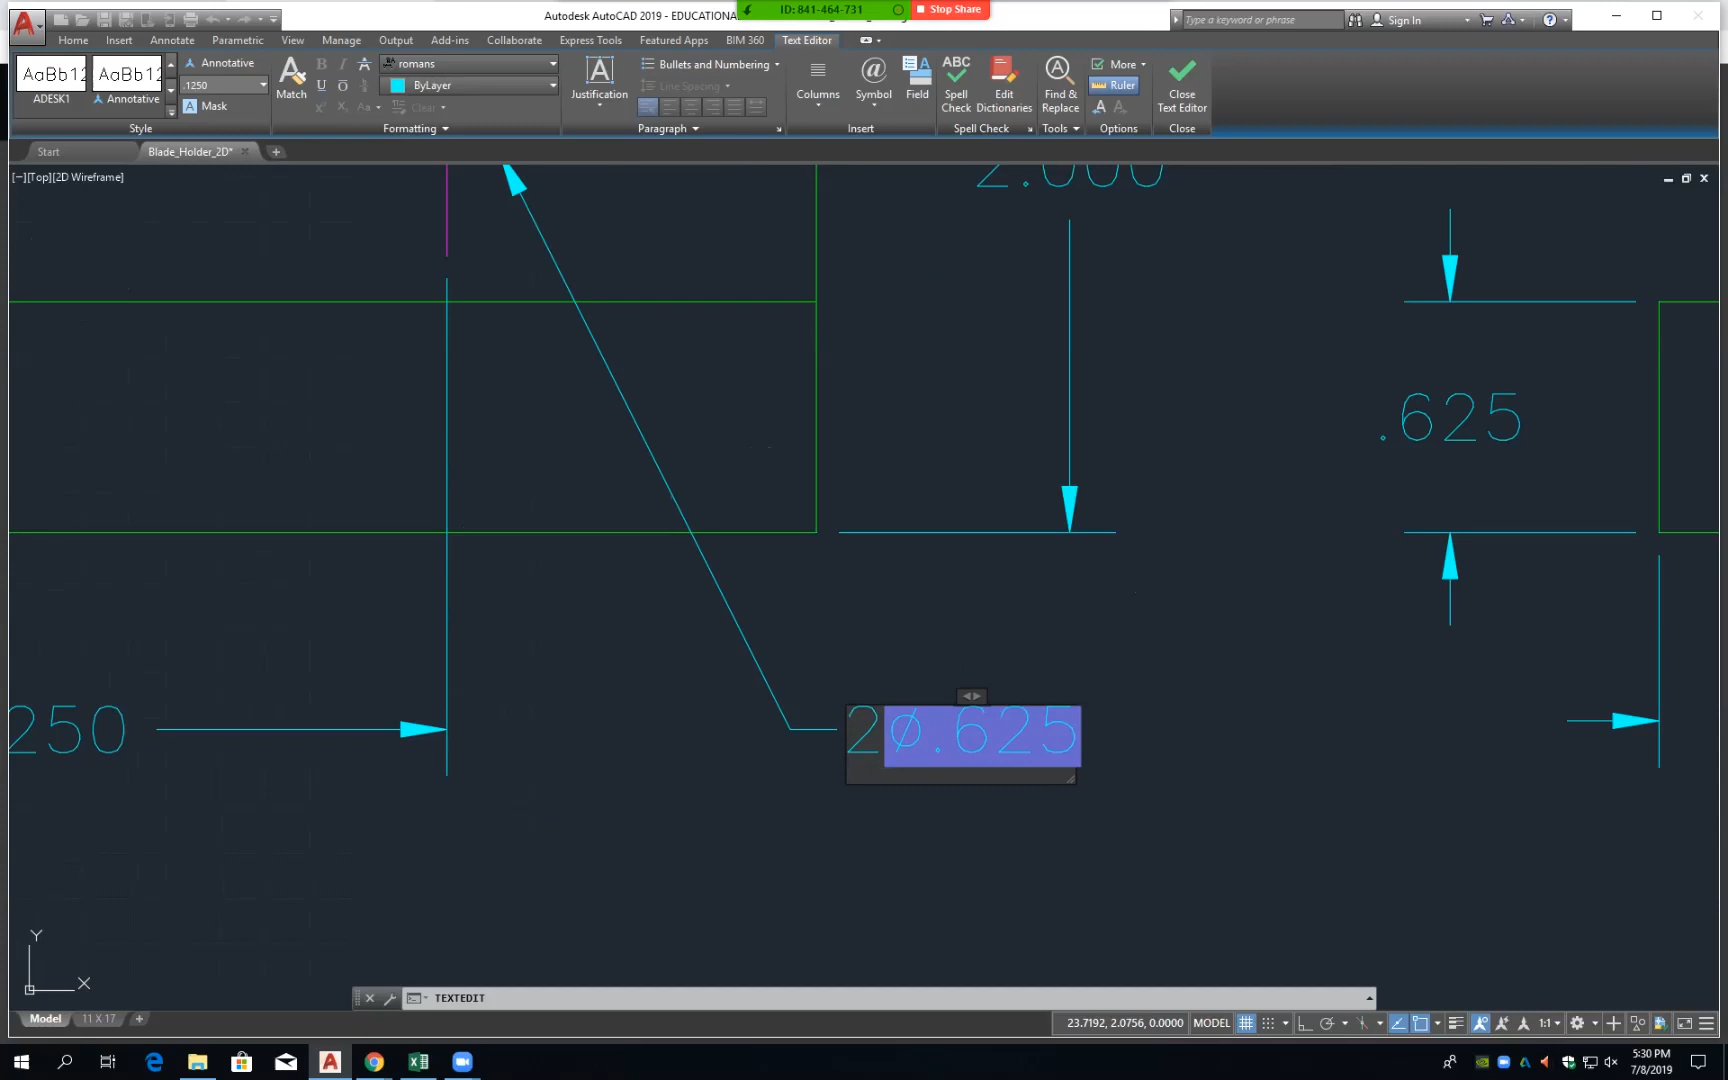 Autodesk AutoCAD 2019 - EDUCATIONA
ID: 841-464-731
Stop Share
Type a keyword or phrase
Sign In
Home Insert Annotate Parametric View Manage Output Add-ins Collaborate Express Tools Featured Apps BIM 360 Text Editor
AaBb12 AaBb12
ADESK1
Annotative
Annotative
.1250
Mask
Style
Match
romans
ByLayer
Clear
Formatting
Justification
Bullets and Numbering
Line Spacing
Paragraph
Columns
Symbol
Field
Insert
ABC
Spell Check
Edit Dictionaries
Spell Check
Find & Replace
Tools
More
Ruler
Options
Close Text Editor
Close
Start
Blade_Holder_2D*
[−][Top][2D Wireframe]
2.000
.625
250
2Ø.625
Y
X
TEXTEDIT
Model
11 X 17
23.7192, 2.0756, 0.0000
MODEL
1:1
5:30 PM
7/8/2019